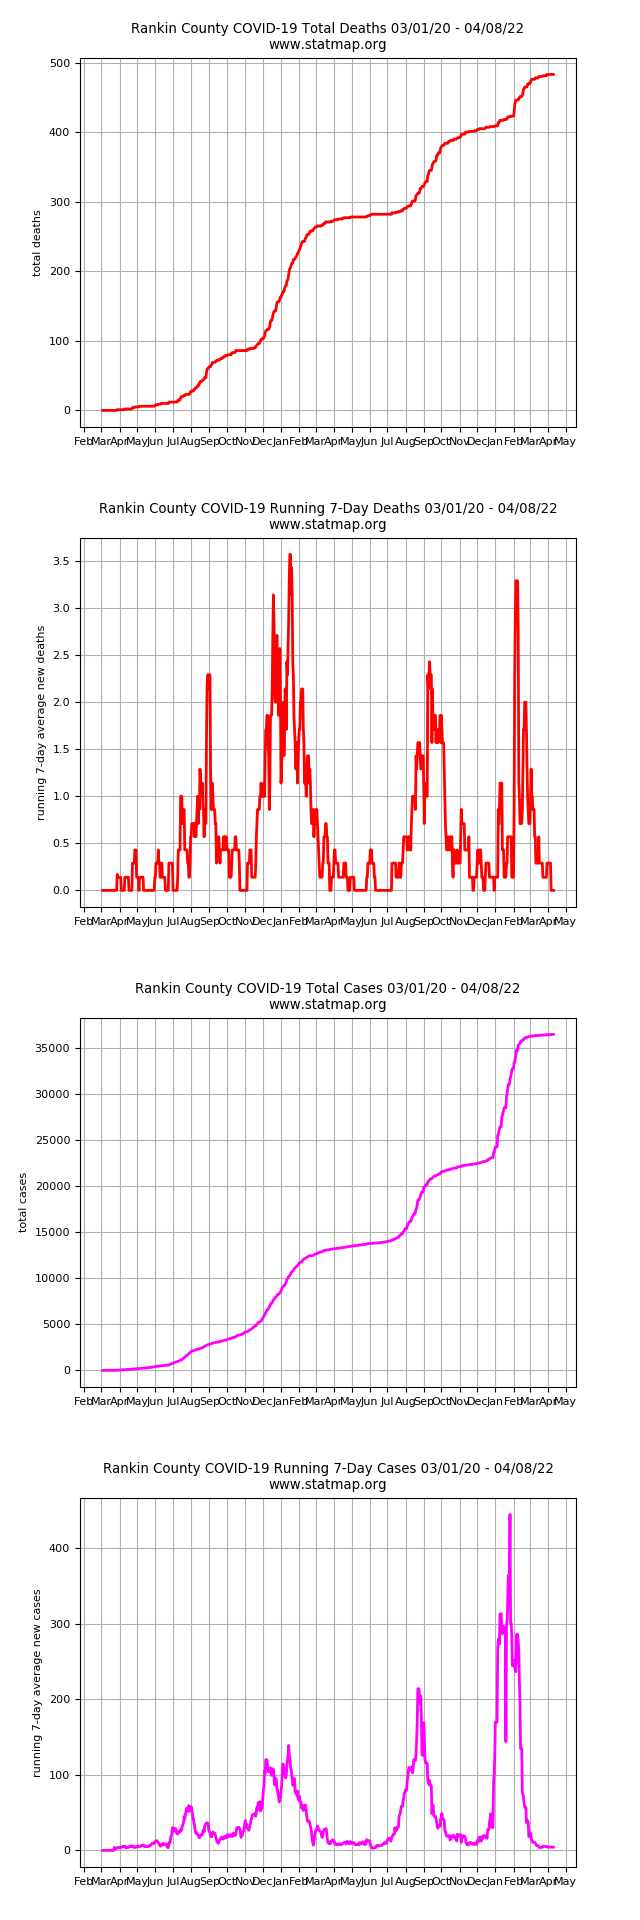 Rankin County COVID-19 Total Deaths 03/01/20 - 04/08/22
www.statmap.org
500
400
300
200
100
0
total deaths
Feb Mar Apr May Jun Jul Aug Sep Oct Nov Dec Jan Feb Mar Apr May Jun Jul Aug Sep Oct Nov Dec Jan Feb Mar Apr May
Rankin County COVID-19 Running 7-Day Deaths 03/01/20 - 04/08/22
www.statmap.org
3.5
3.0
2.5
2.0
1.5
1.0
0.5
0.0
running 7-day average new deaths
Feb Mar Apr May Jun Jul Aug Sep Oct Nov Dec Jan Feb Mar Apr May Jun Jul Aug Sep Oct Nov Dec Jan Feb Mar Apr May
Rankin County COVID-19 Total Cases 03/01/20 - 04/08/22
www.statmap.org
35000
30000
25000
20000
15000
10000
5000
0
total cases
Feb Mar Apr May Jun Jul Aug Sep Oct Nov Dec Jan Feb Mar Apr May Jun Jul Aug Sep Oct Nov Dec Jan Feb Mar Apr May
Rankin County COVID-19 Running 7-Day Cases 03/01/20 - 04/08/22
www.statmap.org
400
300
200
100
0
running 7-day average new cases
Feb Mar Apr May Jun Jul Aug Sep Oct Nov Dec Jan Feb Mar Apr May Jun Jul Aug Sep Oct Nov Dec Jan Feb Mar Apr May